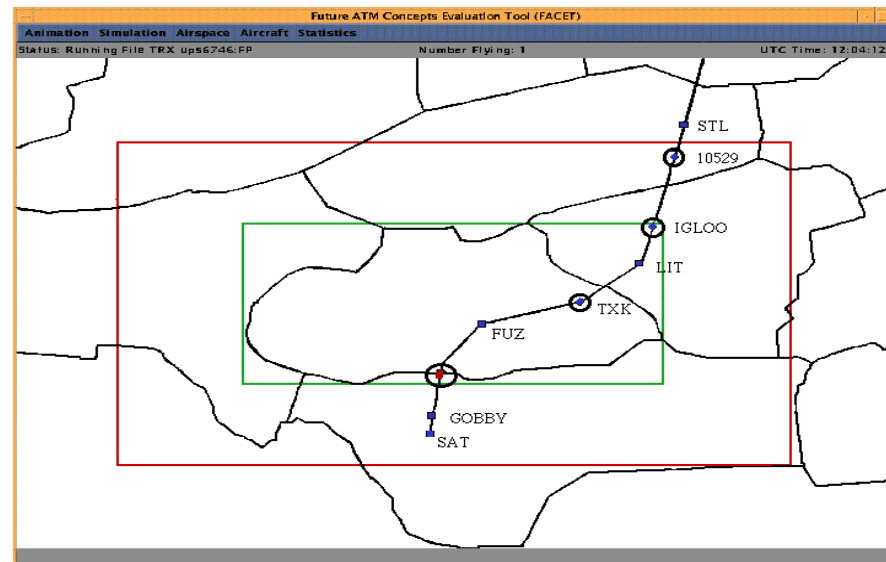 Future ATM Concepts Evaluation Tool (FACET)
Animation Simulation Airspace Aircraft Statistics
Status: Running File TRX ups6746:FP Number Flying: 1 UTC Time: 12:04:12
STL
10529
IGLOO
LIT
TXK
FUZ
GOBBY
SAT